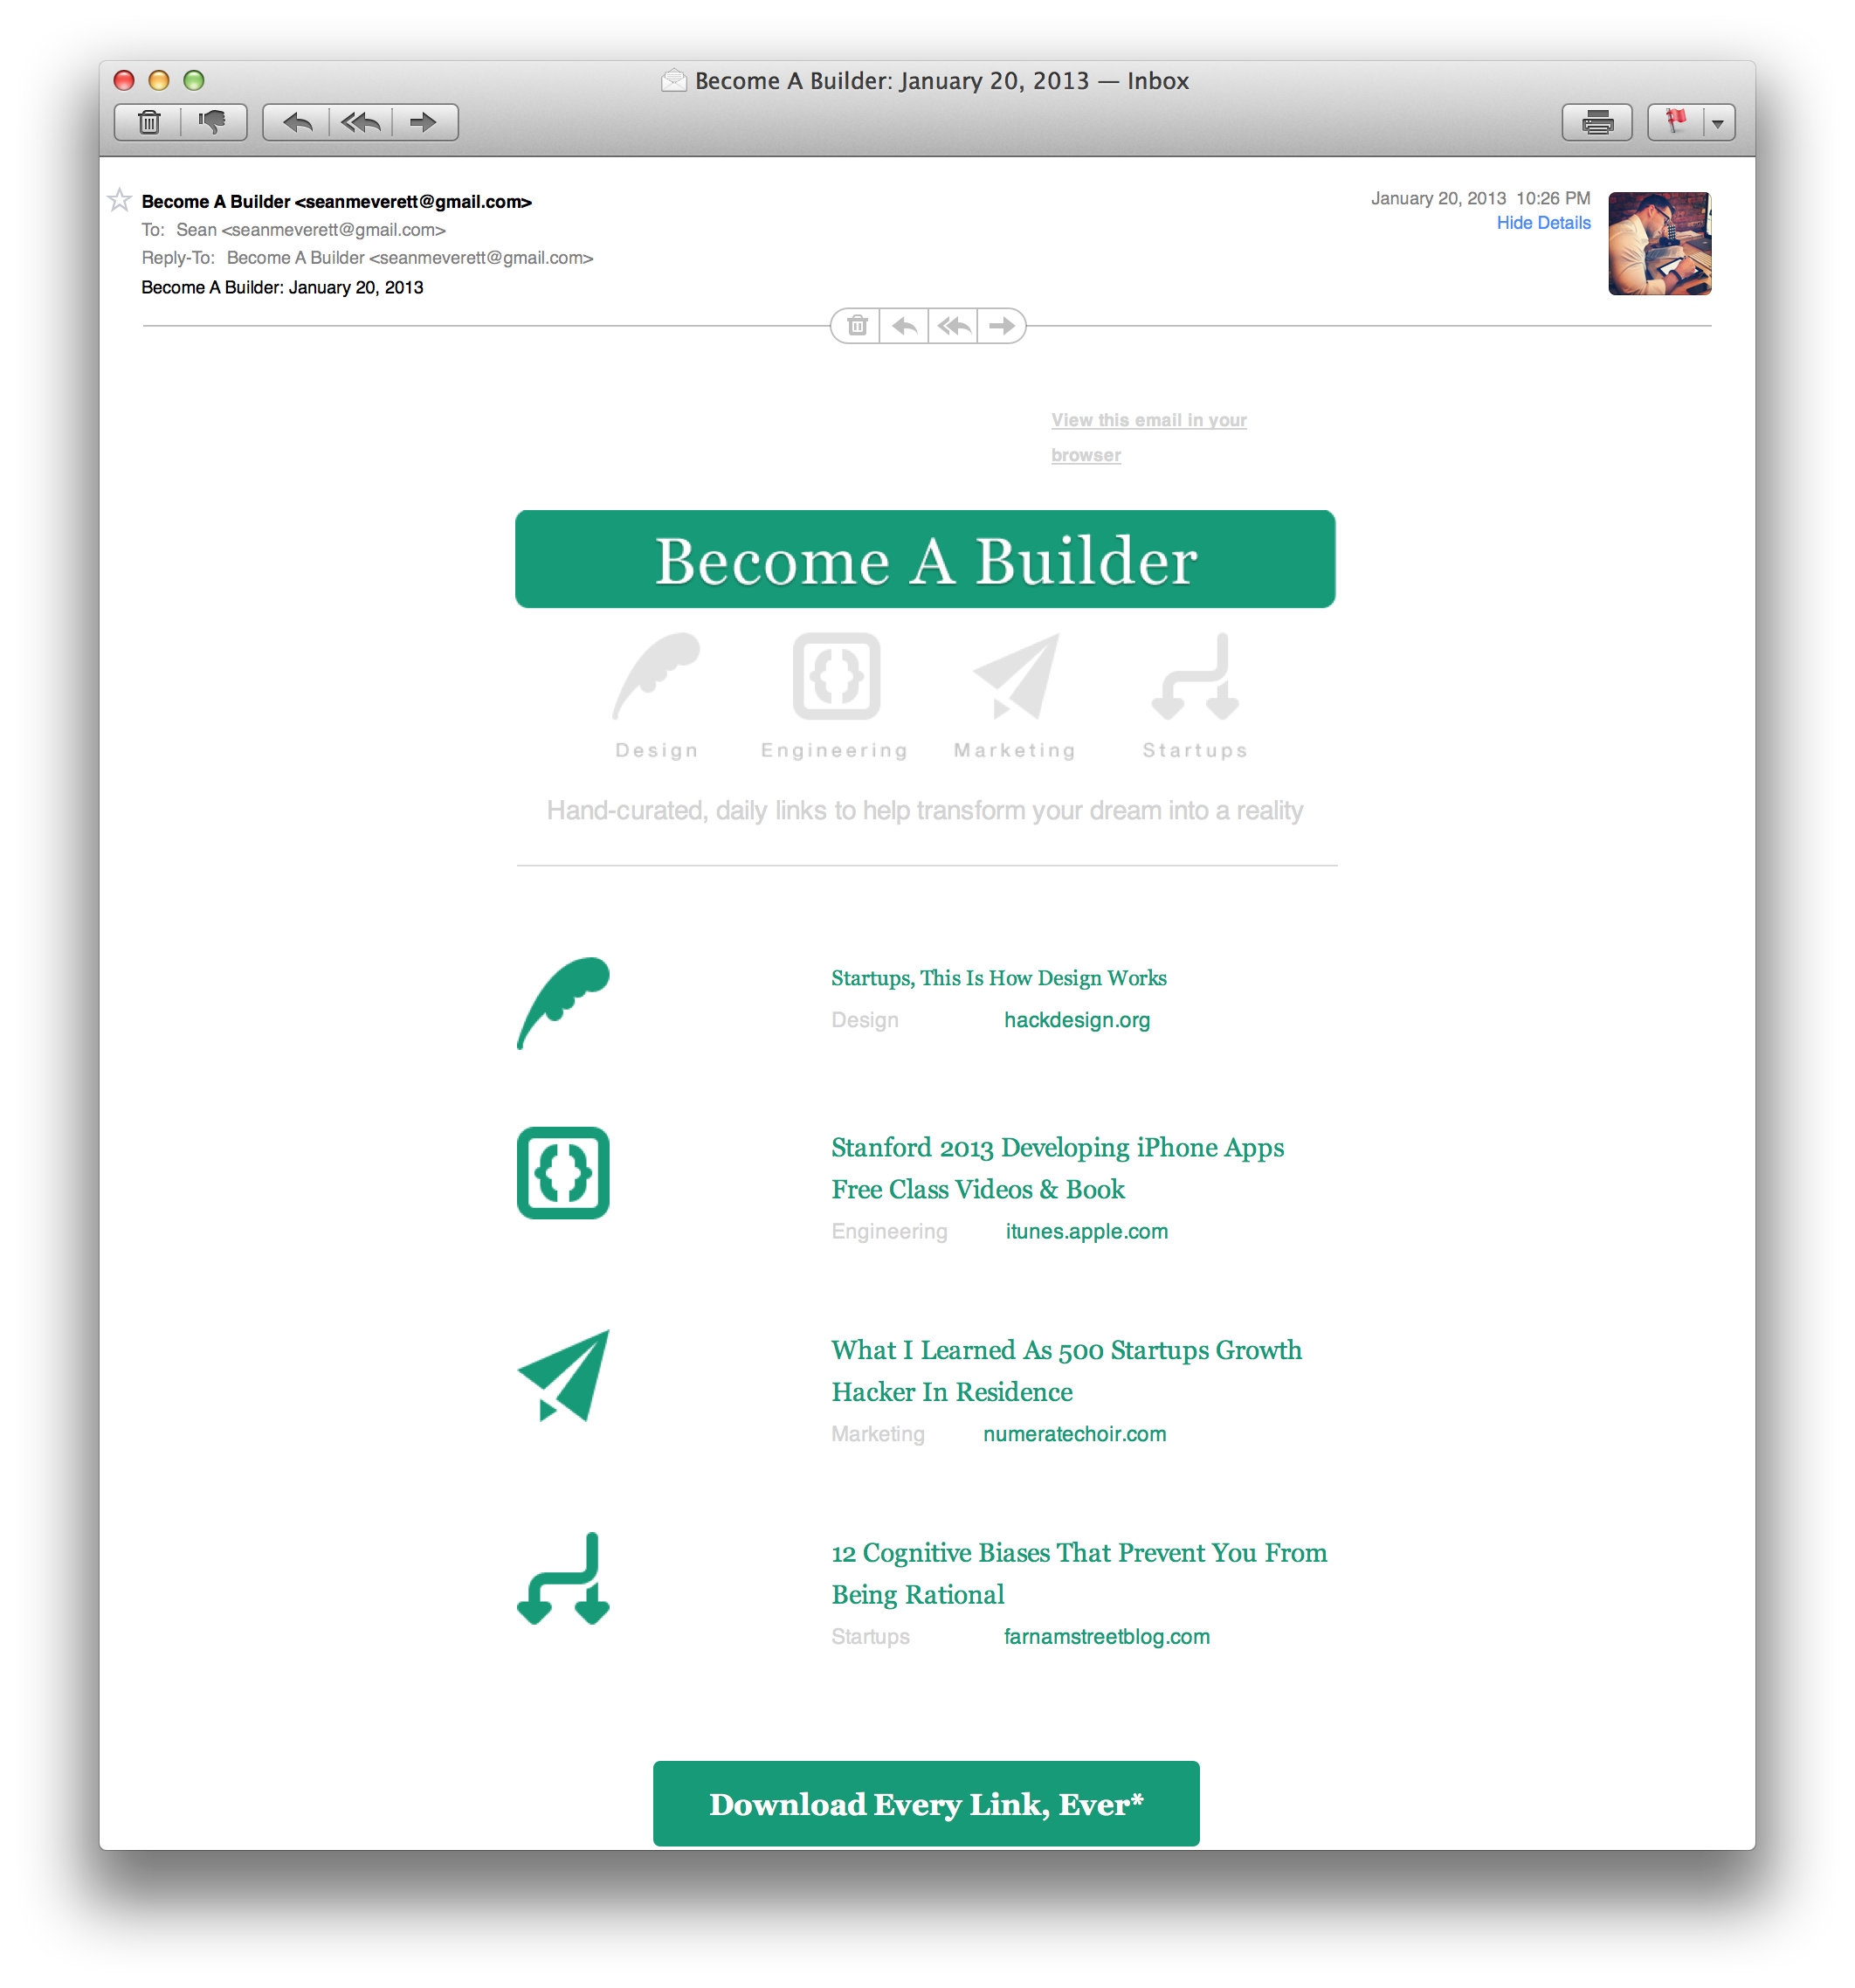 Become A Builder: January 20, 2013 — Inbox
Become A Builder <seanmeverett@gmail.com>
January 20, 2013 10:26 PM
To: Sean <seanmeverett@gmail.com>
Hide Details
Reply-To: Become A Builder <seanmeverett@gmail.com>
Become A Builder: January 20, 2013
View this email in your
browser
Become A Builder
Design Engineering Marketing Startups
Hand-curated, daily links to help transform your dream into a reality
Startups, This Is How Design Works
Design hackdesign.org
Stanford 2013 Developing iPhone Apps
Free Class Videos & Book
Engineering itunes.apple.com
What I Learned As 500 Startups Growth
Hacker In Residence
Marketing numeratechoir.com
12 Cognitive Biases That Prevent You From
Being Rational
Startups farnamstreetblog.com
Download Every Link, Ever*